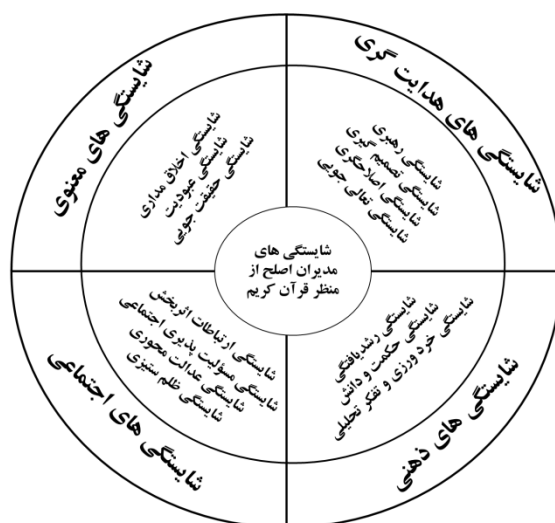 شایستگی های هدایت گری
شایستگی رهبری
شایستگی تصمیم گیری
شایستگی اصلاحگری
شایستگی تعالی جویی
شایستگی های معنوی
شایستگی اخلاق مداری
شایستگی عبودیت
شایستگی حقیقت جویی
شایستگی های
مدیران اصلح از
منظر قرآن کریم
شایستگی رشدیافتگی
شایستگی حکمت و دانش
شایستگی خرد ورزی و تفکر تحلیلی
شایستگی های ذهنی
شایستگی ارتباطات اثربخش
شایستگی مسئولیت پذیری اجتماعی
شایستگی عدالت محوری
شایستگی ظلم ستیزی
شایستگی های اجتماعی